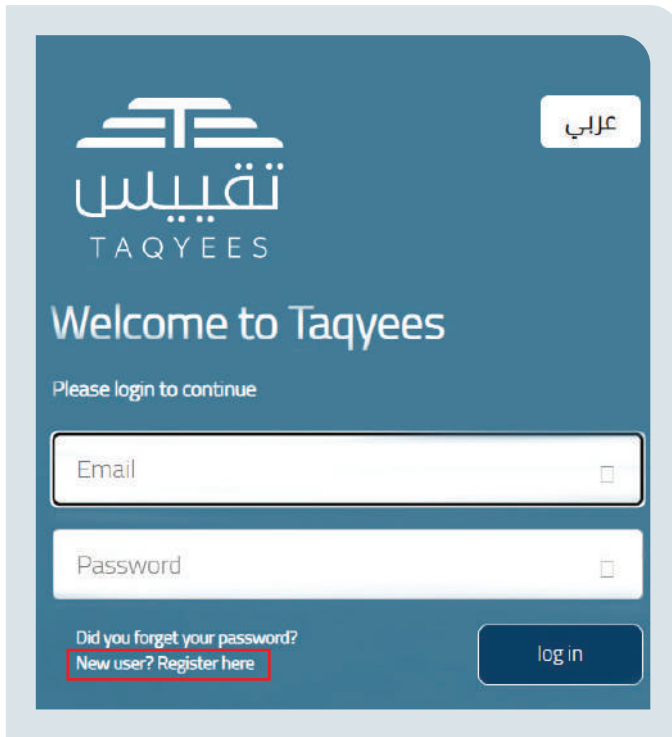 عربي
تقييس
TAQYEES
Welcome to Taqyees
Please login to continue
Email
Password
Did you forget your password?
New user? Register here
log in